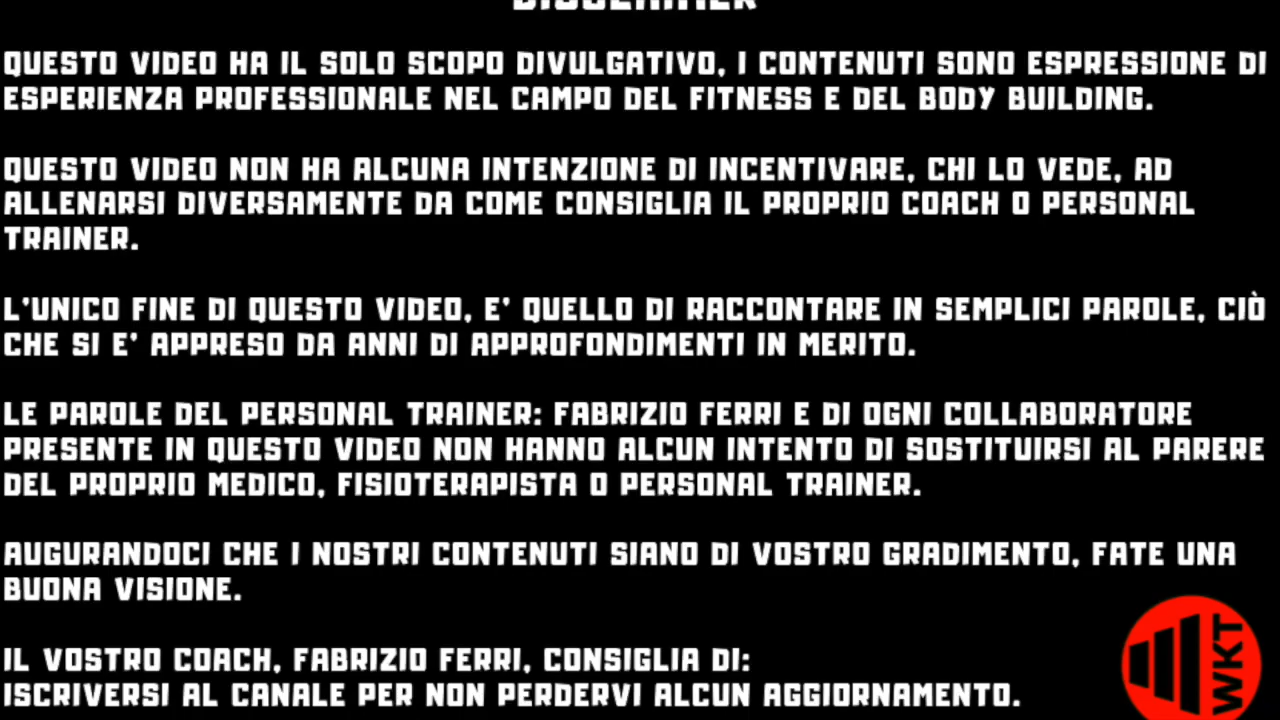 DISCLAIMER
QUESTO VIDEO HA IL SOLO SCOPO DIVULGATIVO, I CONTENUTI SONO ESPRESSIONE DI
ESPERIENZA PROFESSIONALE NEL CAMPO DEL FITNESS E DEL BODY BUILDING.
QUESTO VIDEO NON HA ALCUNA INTENZIONE DI INCENTIVARE, CHI LO VEDE, AD
ALLENARSI DIVERSAMENTE DA COME CONSIGLIA IL PROPRIO COACH O PERSONAL
TRAINER.
L'UNICO FINE DI QUESTO VIDEO, E' QUELLO DI RACCONTARE IN SEMPLICI PAROLE, CIÒ
CHE SI E' APPRESO DA ANNI DI APPROFONDIMENTI IN MERITO.
LE PAROLE DEL PERSONAL TRAINER: FABRIZIO FERRI E DI OGNI COLLABORATORE
PRESENTE IN QUESTO VIDEO NON HANNO ALCUN INTENTO DI SOSTITUIRSI AL PARERE
DEL PROPRIO MEDICO, FISIOTERAPISTA O PERSONAL TRAINER.
AUGURANDOCI CHE I NOSTRI CONTENUTI SIANO DI VOSTRO GRADIMENTO, FATE UNA
BUONA VISIONE.
IL VOSTRO COACH, FABRIZIO FERRI, CONSIGLIA DI:
ISCRIVERSI AL CANALE PER NON PERDERVI ALCUN AGGIORNAMENTO.
WKT